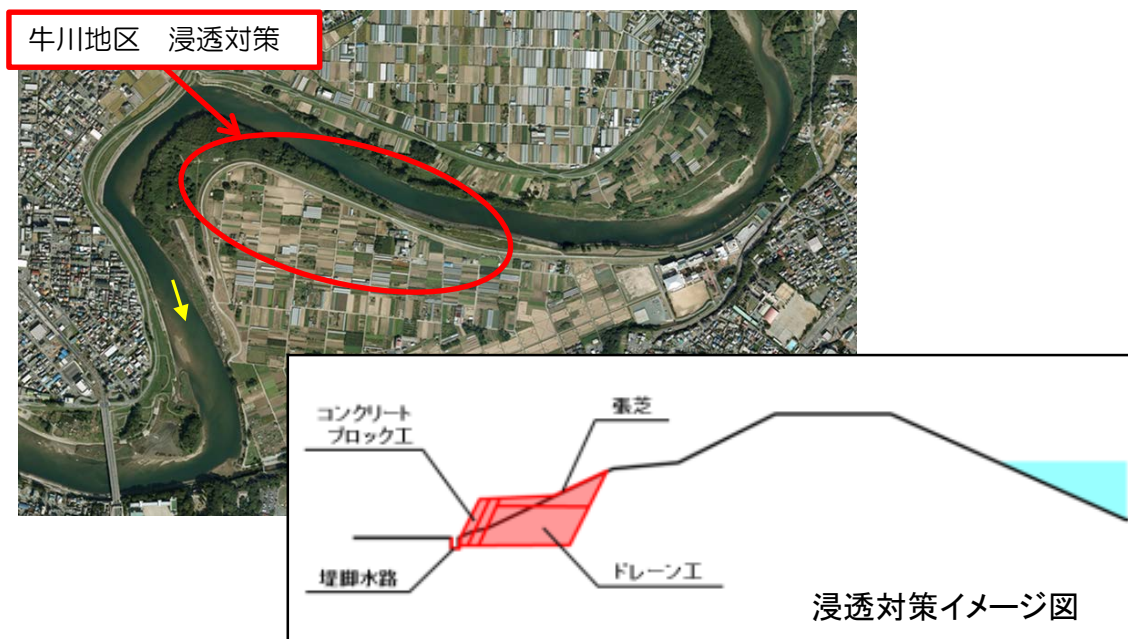 牛川地区　浸透対策
コンクリート
ブロック工
張芝
堤脚水路
ドレーン工
浸透対策イメージ図